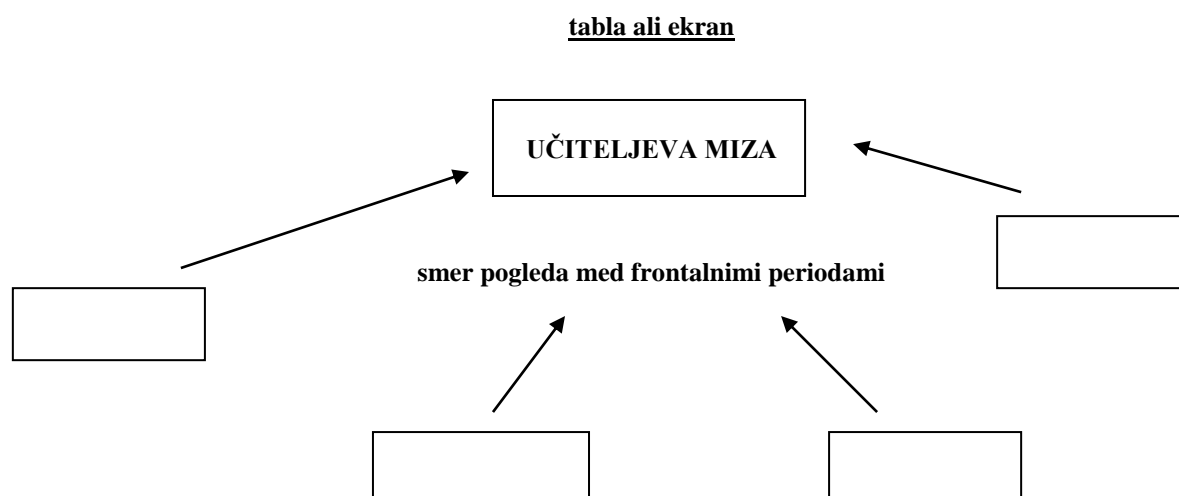 tabla ali ekran
UČITELJEVA MIZA
smer pogleda med frontalnimi periodami